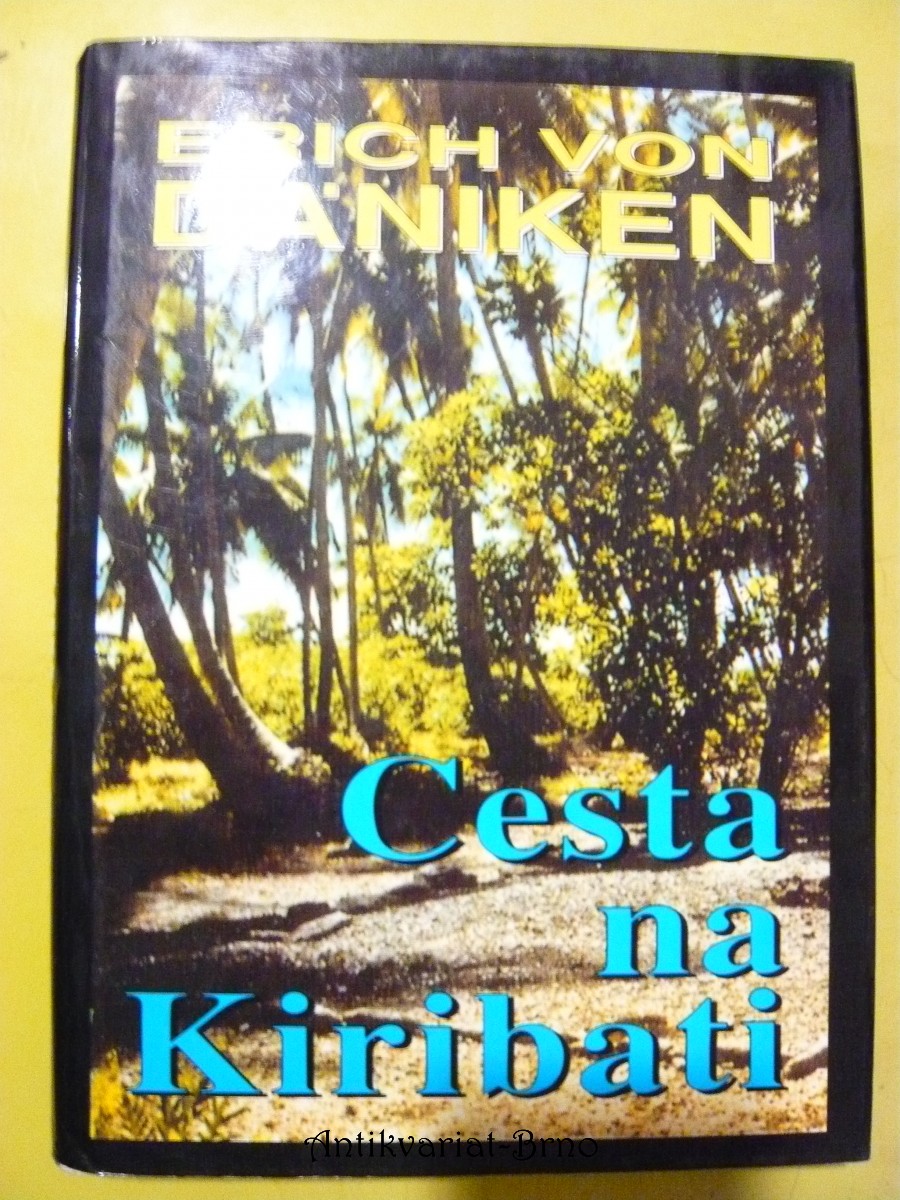 ERICH VON
DÄNIKEN
Cesta
na
Kiribati
Antikvariat-Brno